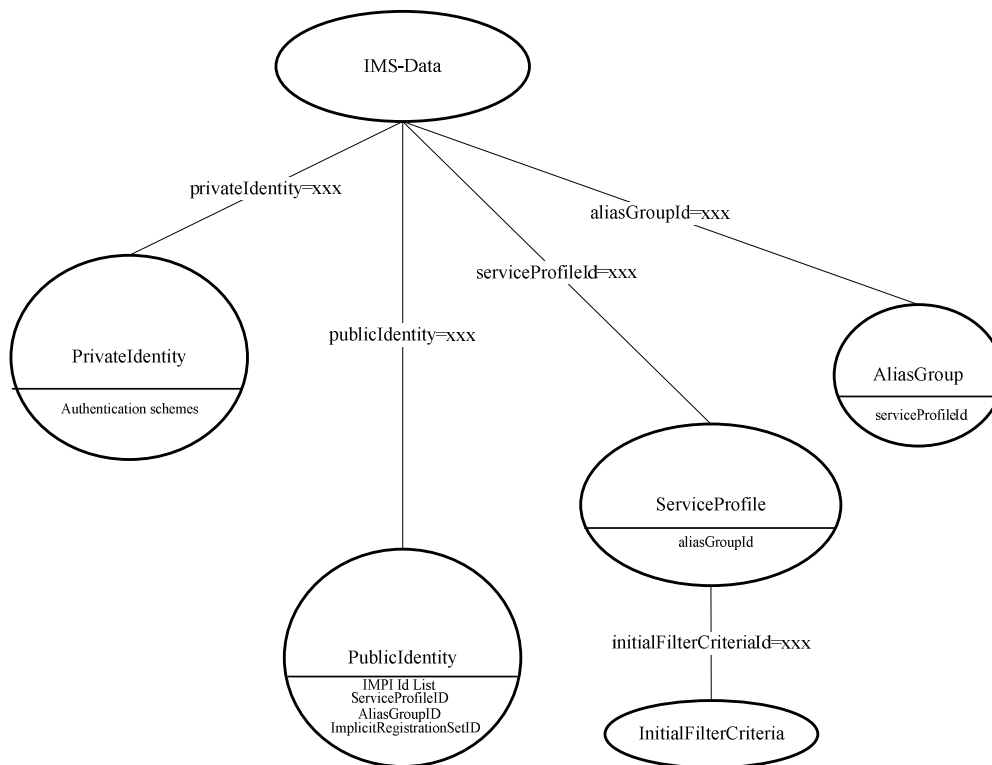 IMS-Data
privateIdentity=xxx
aliasGroupId=xxx
serviceProfileId=xxx
publicIdentity=xxx
PrivateIdentity
Authentication schemes
AliasGroup
serviceProfileId
ServiceProfile
aliasGroupId
initialFilterCriteriaId=xxx
PublicIdentity
IMPI Id List
ServiceProfileID
AliasGroupID
ImplicitRegistrationSetID
InitialFilterCriteria